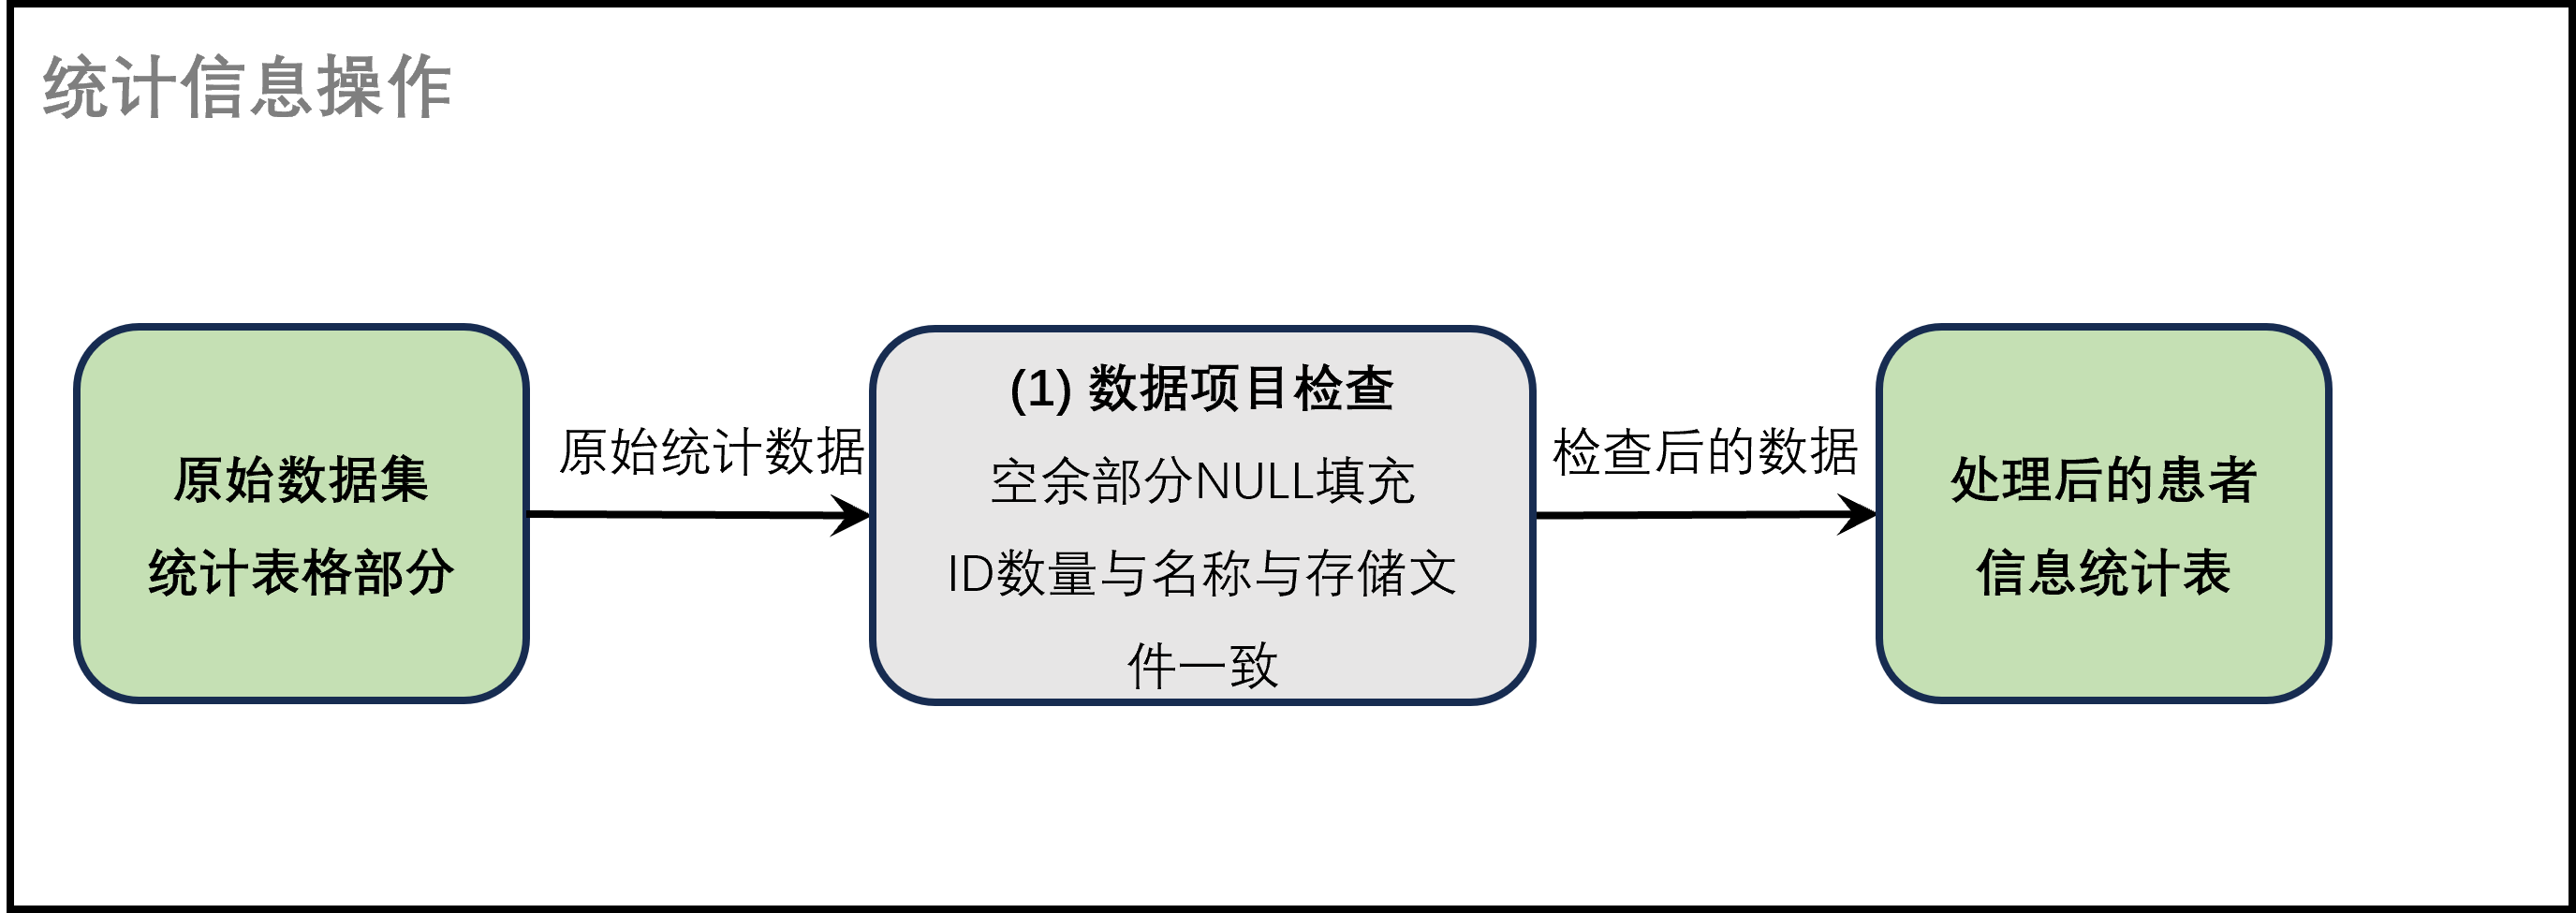 统计信息操作
原始数据集
统计表格部分
原始统计数据
(1) 数据项目检查
空余部分NULL填充
ID数量与名称与存储文
件一致
检查后的数据
处理后的患者
信息统计表